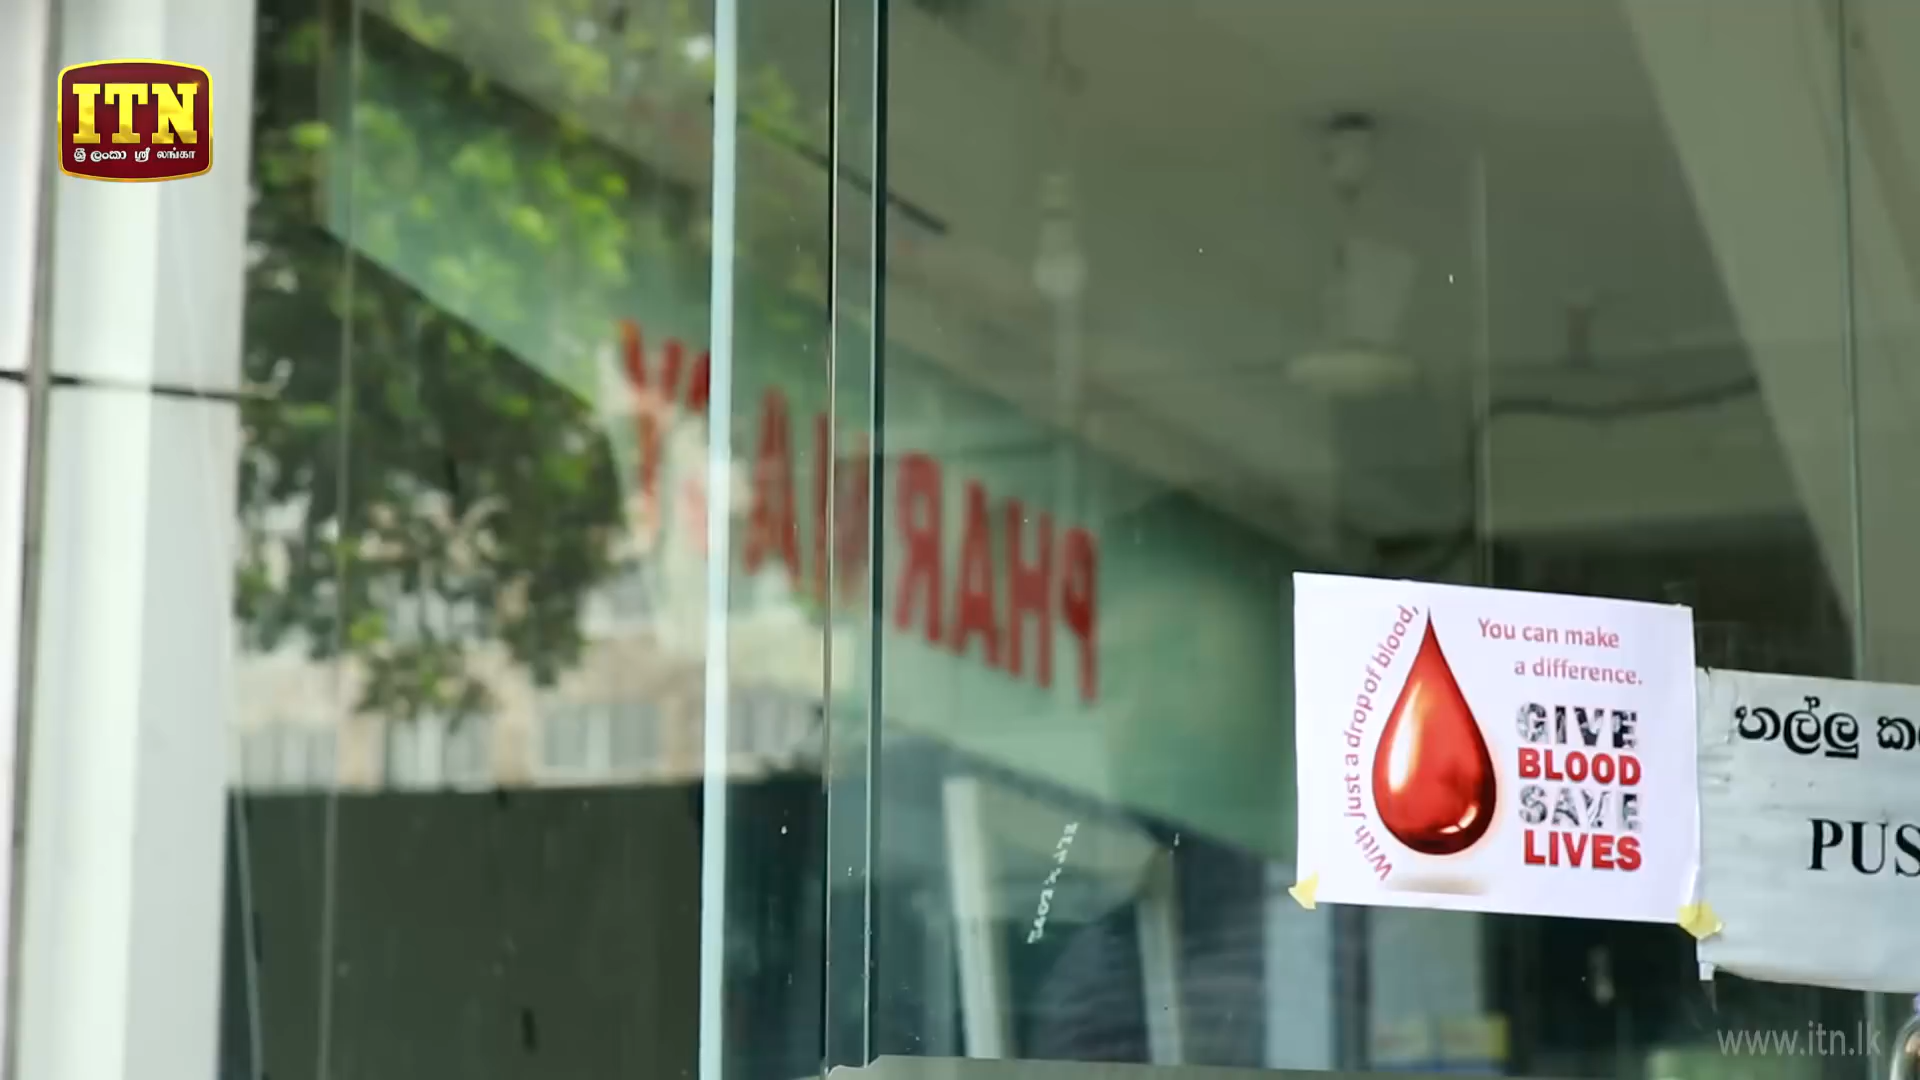 ITN
ශ්‍රී ලංකා ஸ்ரீ லங்கா
PHARMACY
With just a drop of blood,
You can make
a difference.
GIVE
BLOOD
SAVE
LIVES
තල්ලු
PUS
www.itn.lk